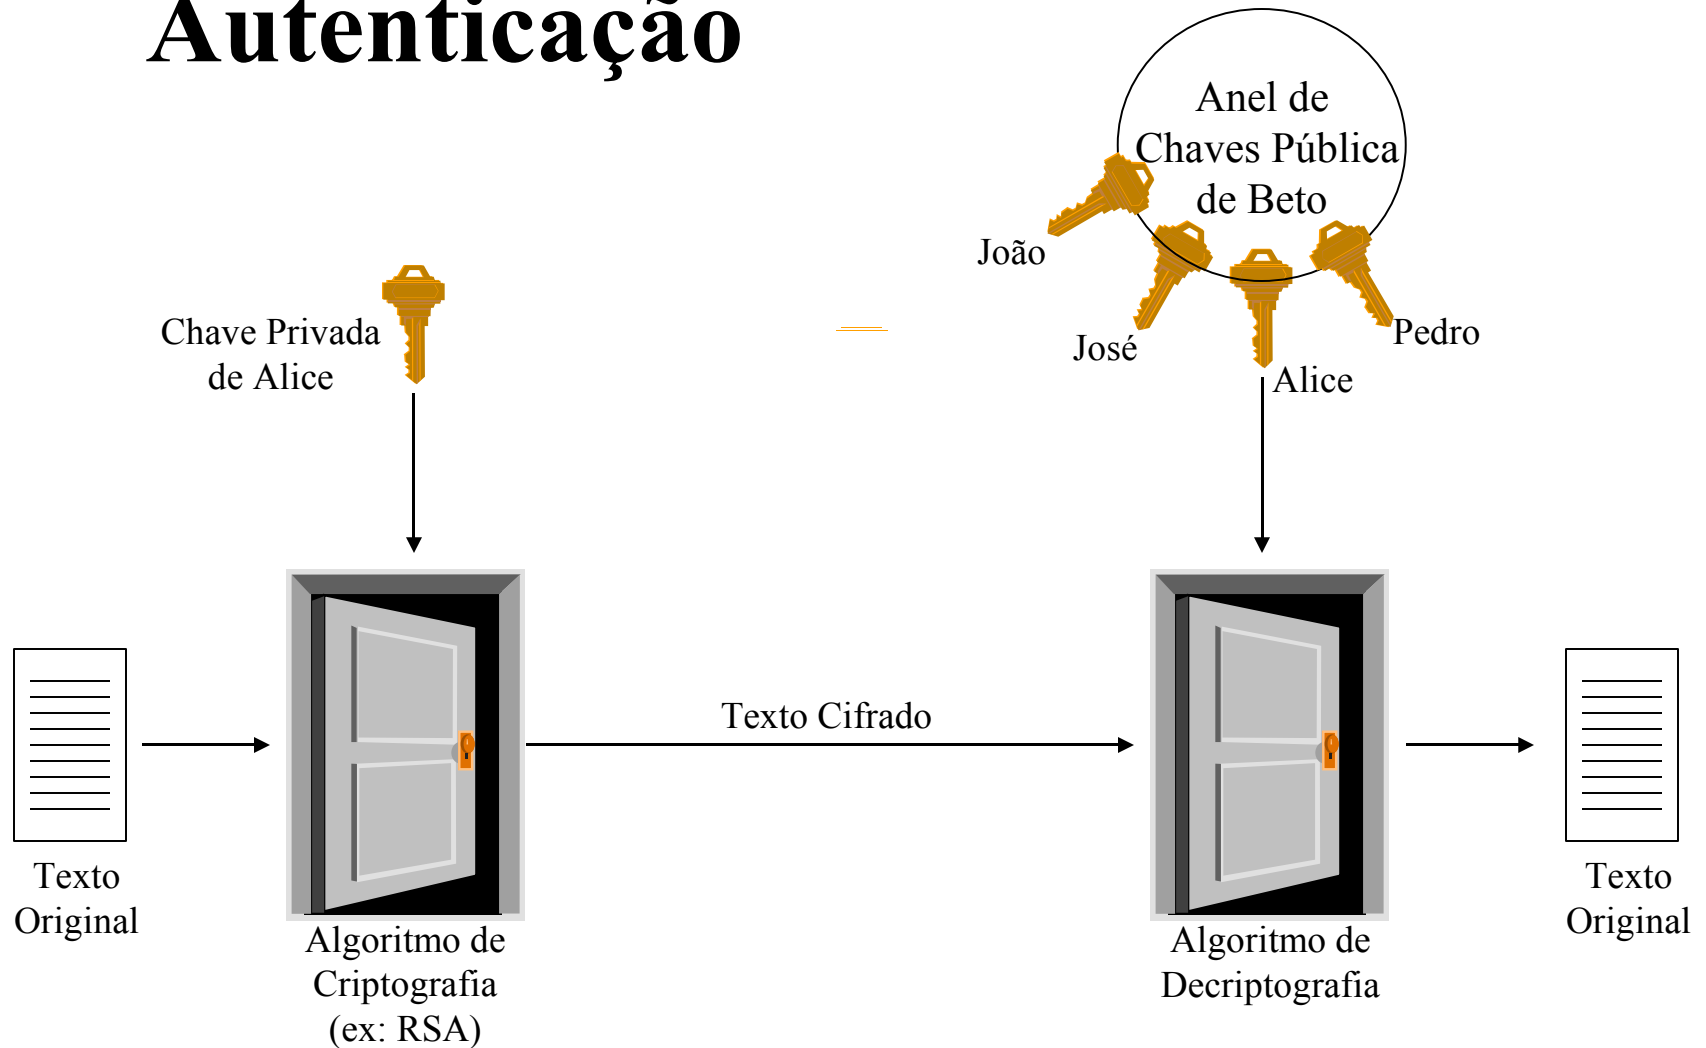 Autenticação
Anel de
Chaves Pública
de Beto
João
José
Alice
Pedro
Chave Privada
de Alice
Texto Cifrado
Texto
Original
Algoritmo de
Criptografia
(ex: RSA)
Algoritmo de
Decriptografia
Texto
Original